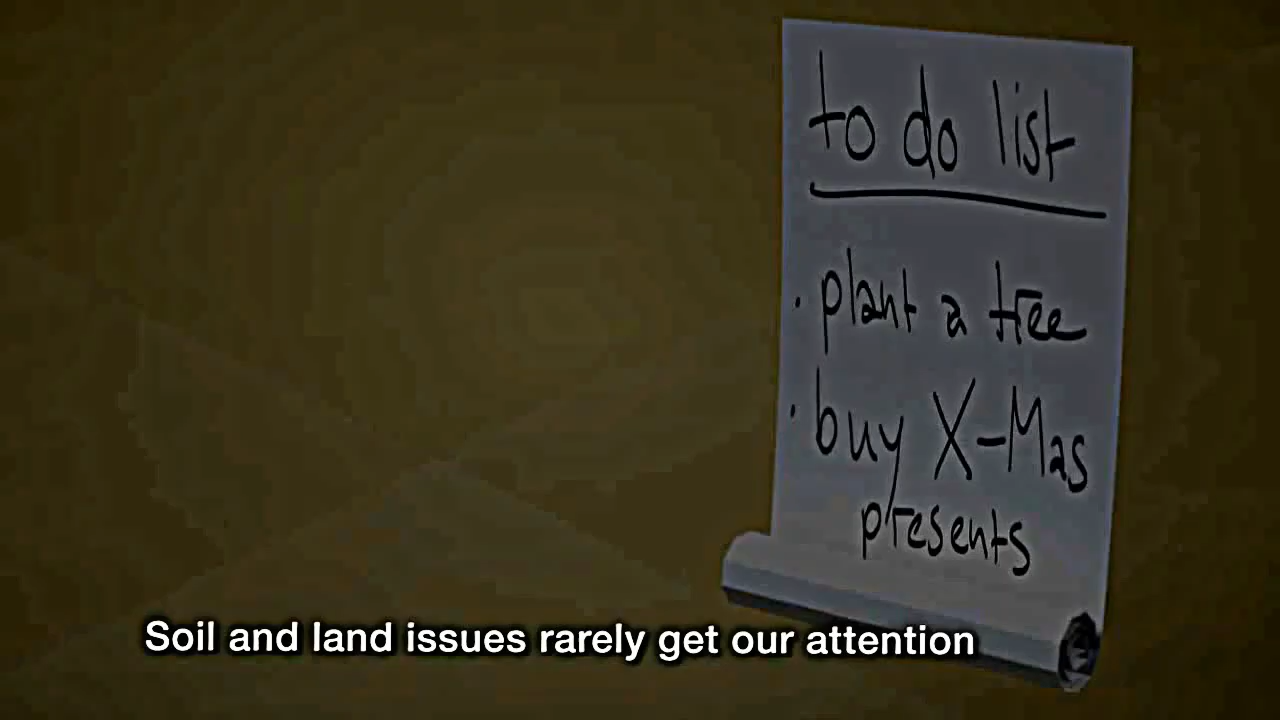 to do list
· plant a tree
· buy X-Mas
presents
Soil and land issues rarely get our attention